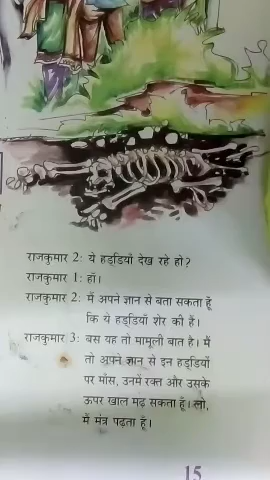 राजकुमार 2: ये हड्डियाँ देख रहे हो?
राजकुमार 1: हाँ।
राजकुमार 2: मैं अपने ज्ञान से बता सकता हूँ
कि ये हड्डियाँ शेर की हैं।
राजकुमार 3: बस यह तो मामूली बात है। मैं
तो अपने ज्ञान से इन हड्डियों
पर माँस, उनमें रक्त और उसके
ऊपर खाल मढ़ सकता हूँ। लो,
मैं मंत्र पढ़ता हूँ।
15